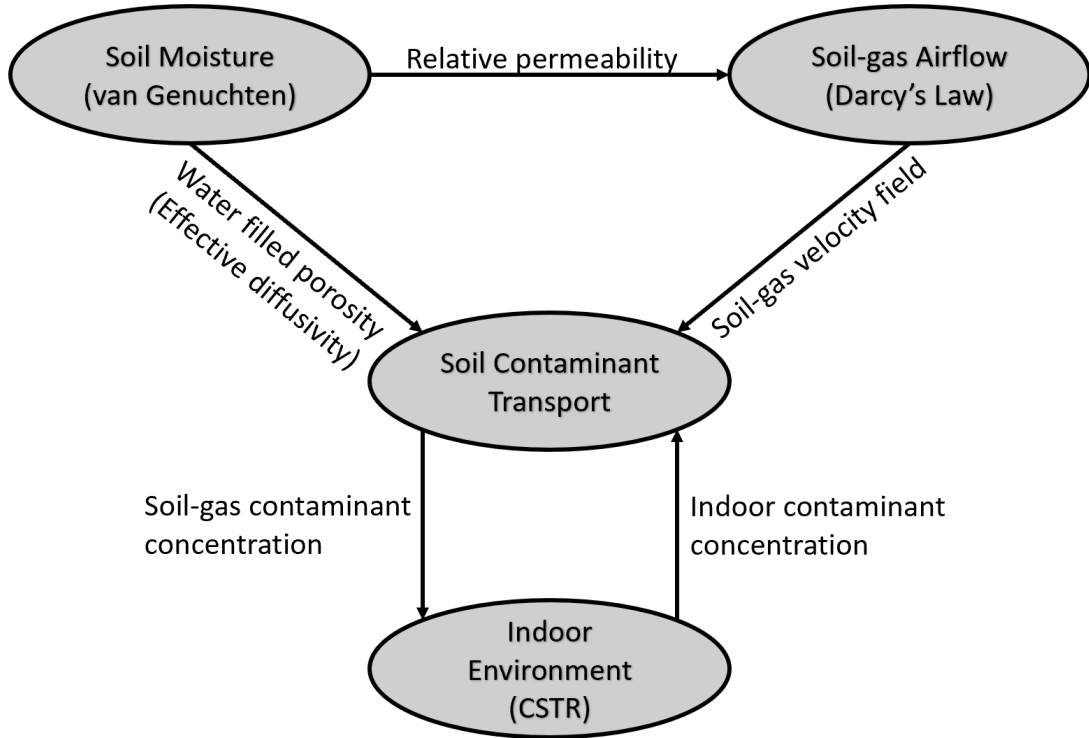 Soil Moisture
(van Genuchten)
Relative permeability
Soil-gas Airflow
(Darcy’s Law)
Water filled porosity
(Effective diffusivity)
Soil-gas velocity field
Soil Contaminant
Transport
Soil-gas contaminant
concentration
Indoor contaminant
concentration
Indoor
Environment
(CSTR)